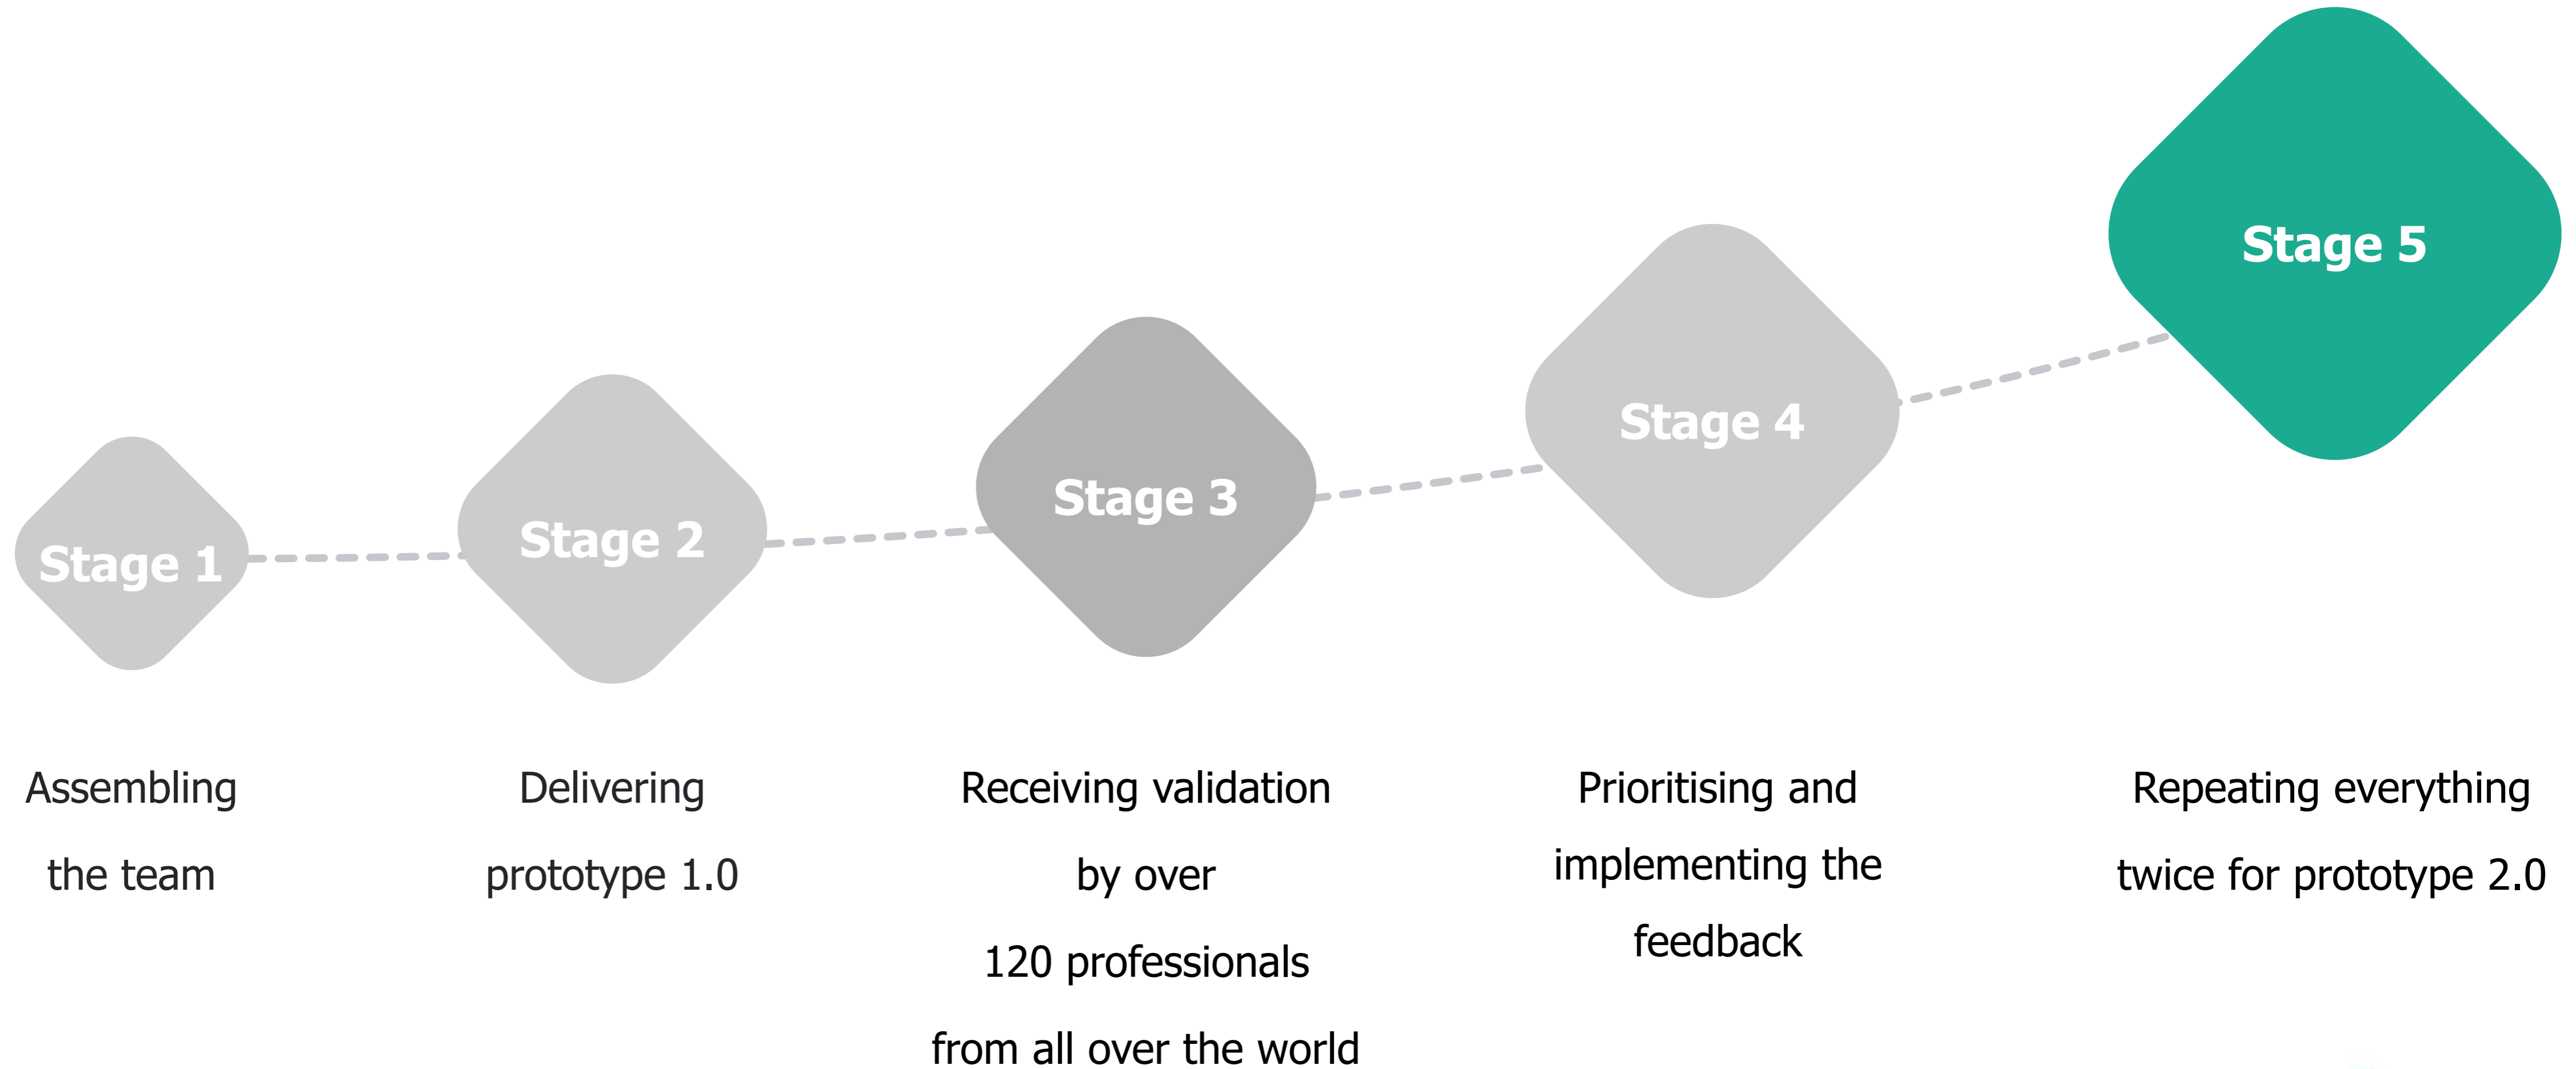 Stage 1
Stage 2
Stage 3
Stage 4
Stage 5
Assembling
the team
Delivering
prototype 1.0
Receiving validation
by over
120 professionals
from all over the world
Prioritising and
implementing the
feedback
Repeating everything
twice for prototype 2.0